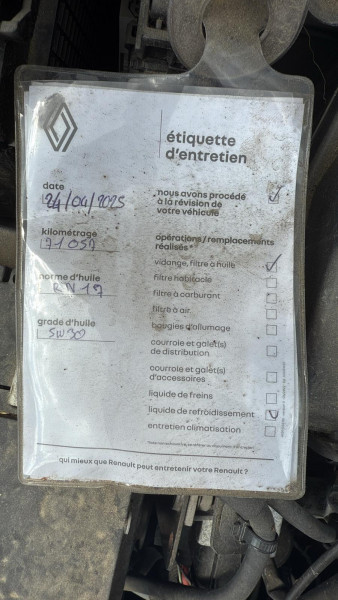 étiquette
d'entretien
date
24/04/2025
nous avons procédé
à la révision de
votre véhicule
kilométrage
opérations/remplacements
réalisés*
vidange, filtre à huile
norme d'huile
RN 17
filtre habitacle
filtre à carburant
filtre à air
grade d'huile
5W30
bougies d'allumage
courroie et galet(s)
de distribution
courroie et galet(s)
d'accessoires
liquide de freins
liquide de refroidissement
entretien climatisation
qui mieux que Renault peut entretenir votre Renault ?